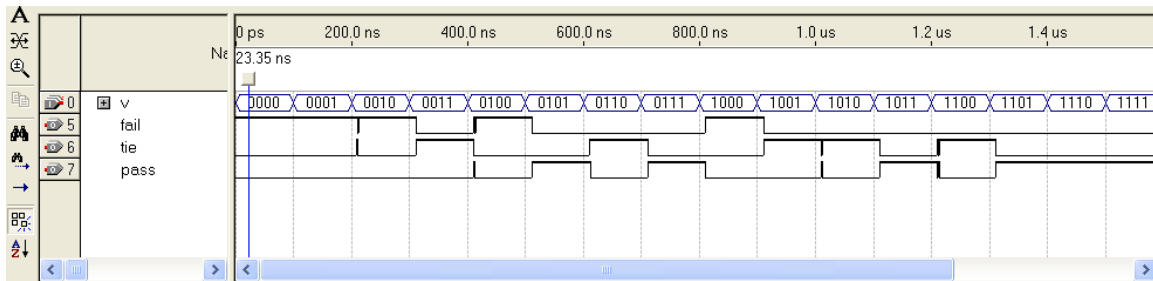 A
0 ps 200.0 ns 400.0 ns 600.0 ns 800.0 ns 1.0 us 1.2 us 1.4 us
23.35 ns
0 v 0000 0001 0010 0011 0100 0101 0110 0111 1000 1001 1010 1011 1100 1101 1110 1111
5 fail
6 tie
7 pass
A
Z